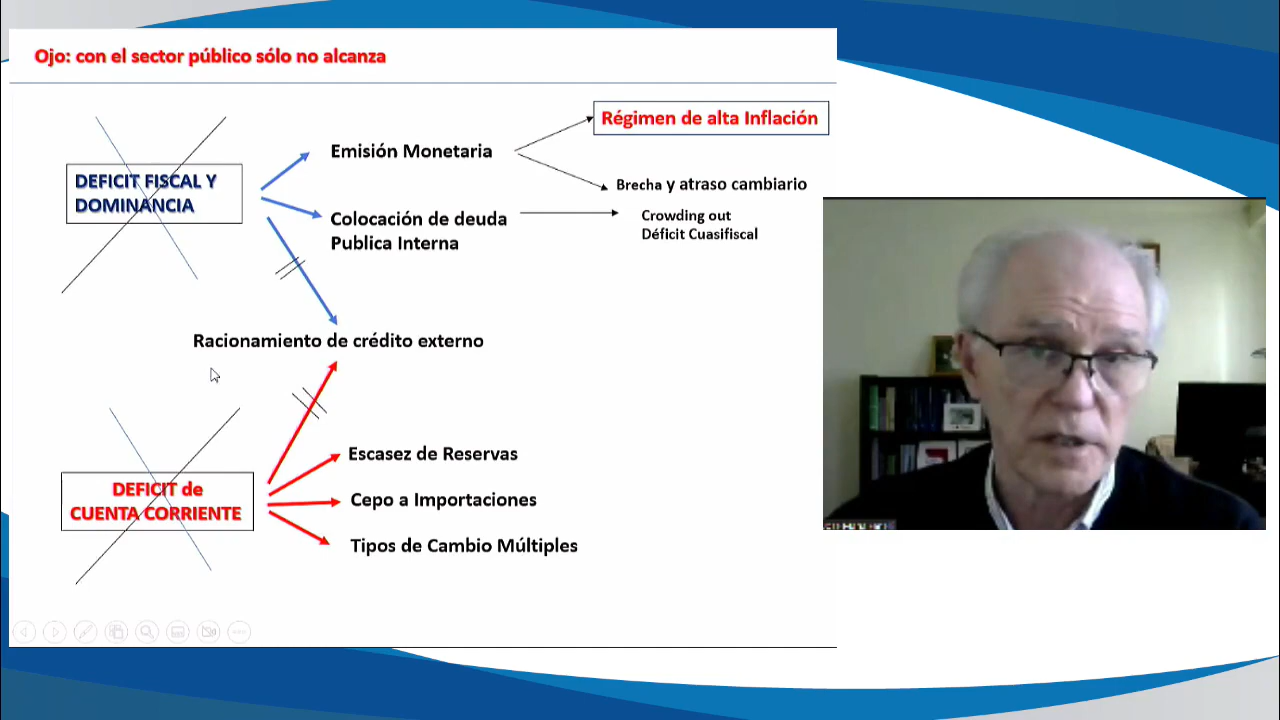 Ojo: con el sector público sólo no alcanza
Régimen de alta Inflación
Emisión Monetaria
DEFICIT FISCAL Y
DOMINANCIA
Brecha y atraso cambiario
Colocación de deuda
Publica Interna
Crowding out
Déficit Cuasifiscal
Racionamiento de crédito externo
Escasez de Reservas
DEFICIT de
CUENTA CORRIENTE
Cepo a Importaciones
Tipos de Cambio Múltiples